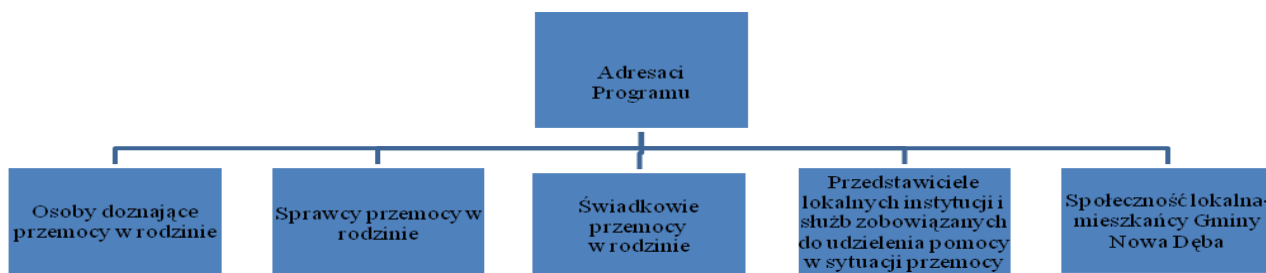 Adresaci
Programu
Osoby doznające
przemocy w rodzinie
Sprawcy przemocy w
rodzinie
Świadkowie
przemocy
w rodzinie
Przedstawiciele
lokalnych instytucji i
służb zobowiązanych
do udzielenia pomocy
w sytuacji przemocy
Społeczność lokalna-
mieszkańcy Gminy
Nowa Dęba